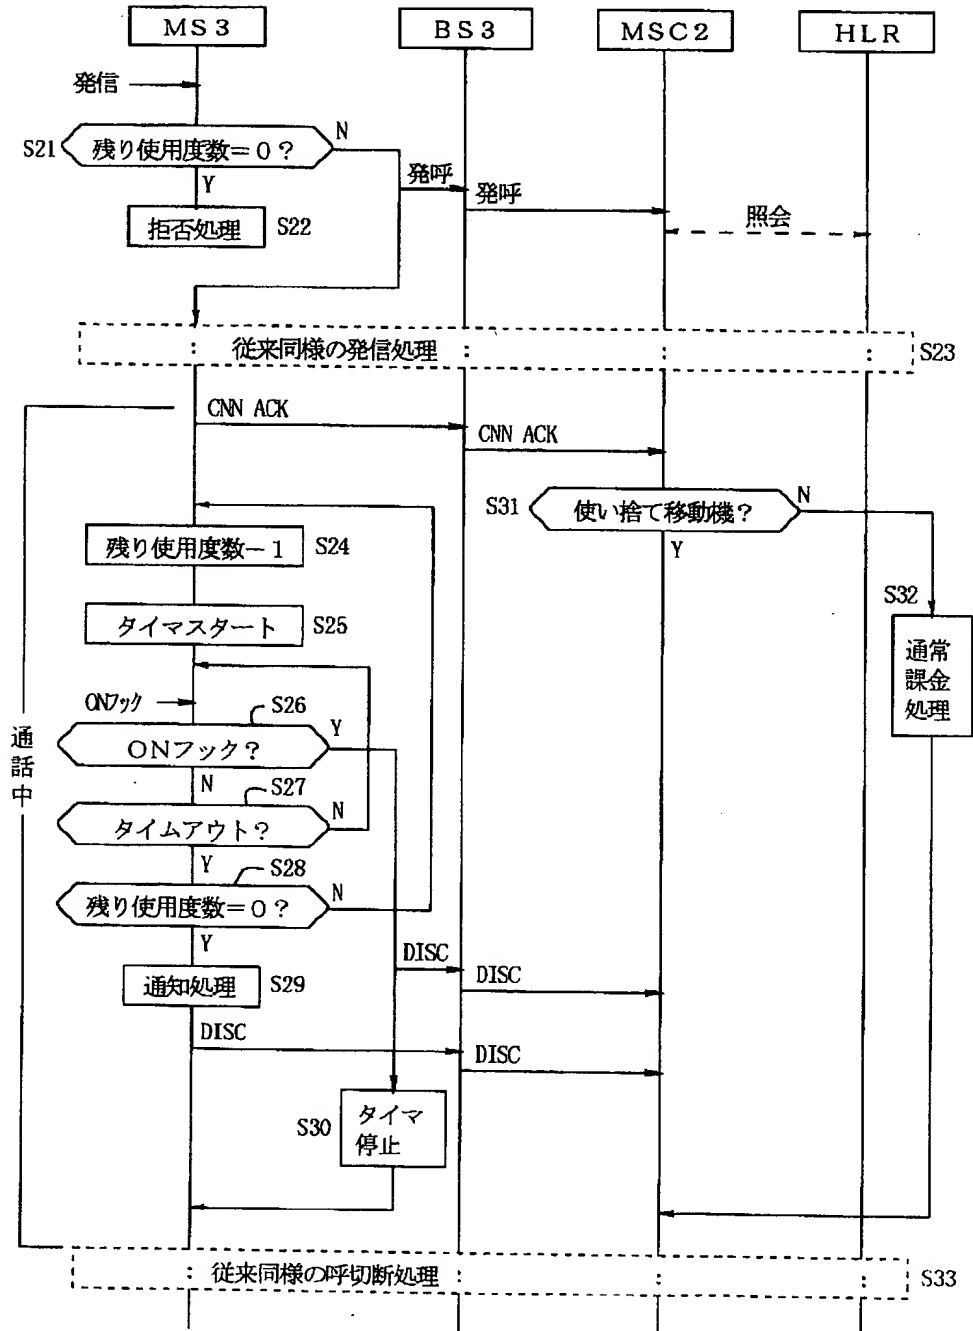 MS3
BS3
MSC2
HLR
発信
S21
残り使用度数=0?
N
Y
発呼
発呼
照会
拒否処理
S22
: 従来同様の発信処理 : : :
S23
CNN ACK
CNN ACK
S31
使い捨て移動機?
N
Y
残り使用度数-1
S24
S32
通常
課金
処理
タイマスタート
S25
ONフック
S26
ONフック?
Y
N
S27
タイムアウト?
N
Y
S28
残り使用度数=0?
N
Y
通話中
DISC
DISC
通知処理
S29
DISC
DISC
S30
タイマ
停止
: 従来同様の呼切断処理 : : :
S33